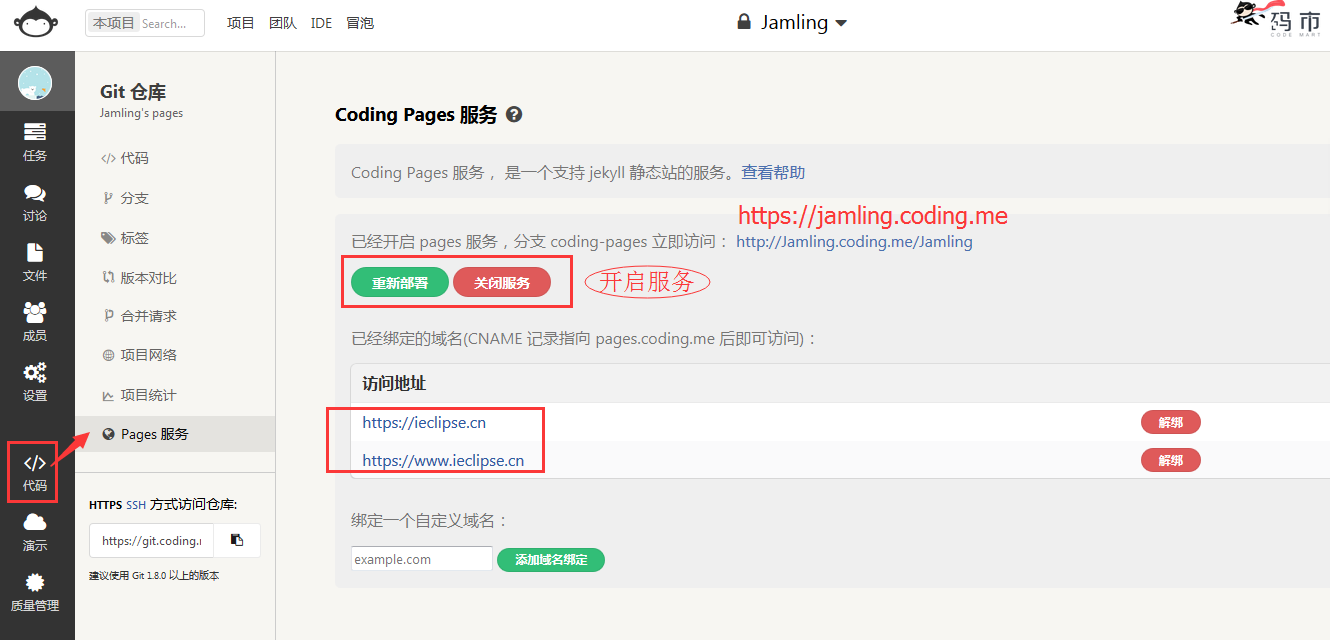 本项目 Search... 项目 团队 IDE 冒泡 Jamling 码市
CODE MART
任务
讨论
文件
成员
设置
代码
演示
质量管理
Git 仓库
Jamling's pages
代码
分支
标签
版本对比
合并请求
项目网络
项目统计
Pages 服务
HTTPS SSH 方式访问仓库:
https://git.coding.
建议使用 Git 1.8.0 以上的版本
Coding Pages 服务
Coding Pages 服务 ，是一个支持 jekyll 静态站的服务。查看帮助
https://jamling.coding.me
已经开启 pages 服务，分支 coding-pages 立即访问： http://Jamling.coding.me/Jamling
重新部署 关闭服务 开启服务
已经绑定的域名(CNAME 记录指向 pages.coding.me 后即可访问)：
访问地址
https://ieclipse.cn 解绑
https://www.ieclipse.cn 解绑
绑定一个自定义域名：
example.com 添加域名绑定